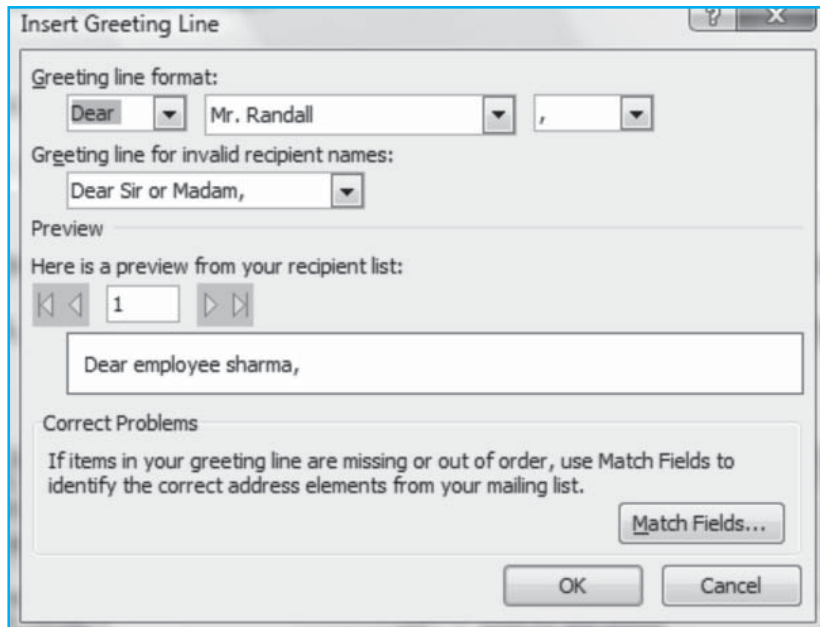 Insert Greeting Line
Greeting line format:
Dear Mr. Randall ,
Greeting line for invalid recipient names:
Dear Sir or Madam,
Preview
Here is a preview from your recipient list:
1
Dear employee sharma,
Correct Problems
If items in your greeting line are missing or out of order, use Match Fields to
identify the correct address elements from your mailing list.
Match Fields...
OK Cancel